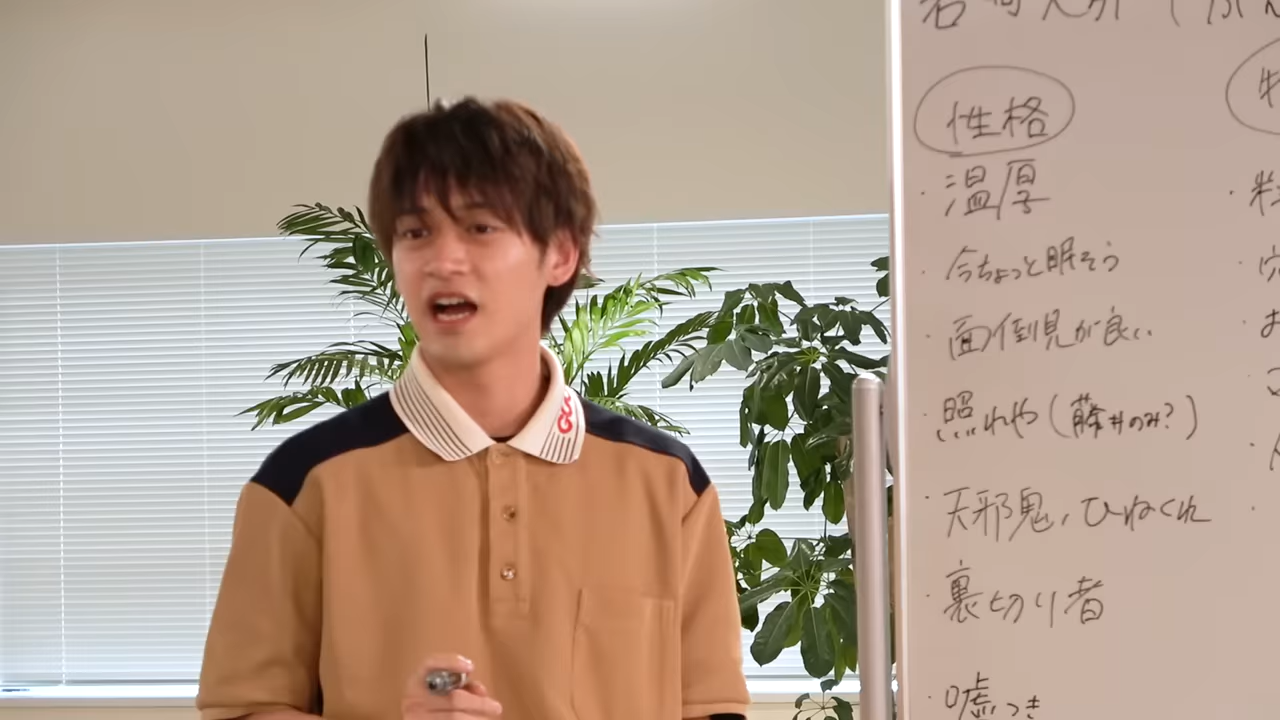 性格
・温厚
・今ちょっと眠そう
・面倒見が良い
・照れや(藤井のみ?)
・天邪鬼、ひねくれ
・裏切り者
・嘘つき